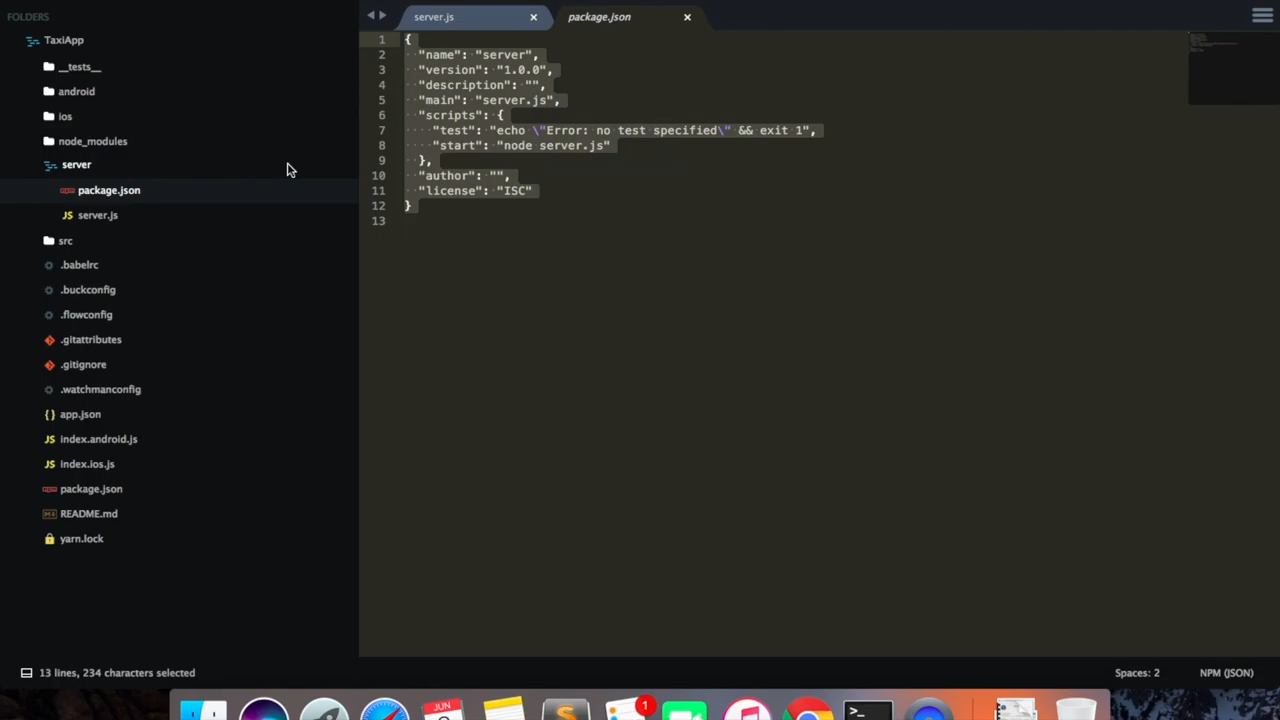 FOLDERS
TaxiApp
__tests__
android
ios
node_modules
server
package.json
JS server.js
src
.babelrc
.buckconfig
.flowconfig
.gitattributes
.gitignore
.watchmanconfig
{ } app.json
JS index.android.js
JS index.ios.js
package.json
README.md
yarn.lock
server.js
package.json
1 {
2 "name": "server",
3 "version": "1.0.0",
4 "description": "",
5 "main": "server.js",
6 "scripts": {
7 "test": "echo \"Error: no test specified\" && exit 1",
8 "start": "node server.js"
9 },
10 "author": "",
11 "license": "ISC"
12 }
13
13 lines, 234 characters selected
Spaces: 2
NPM (JSON)
JUN
1
>_